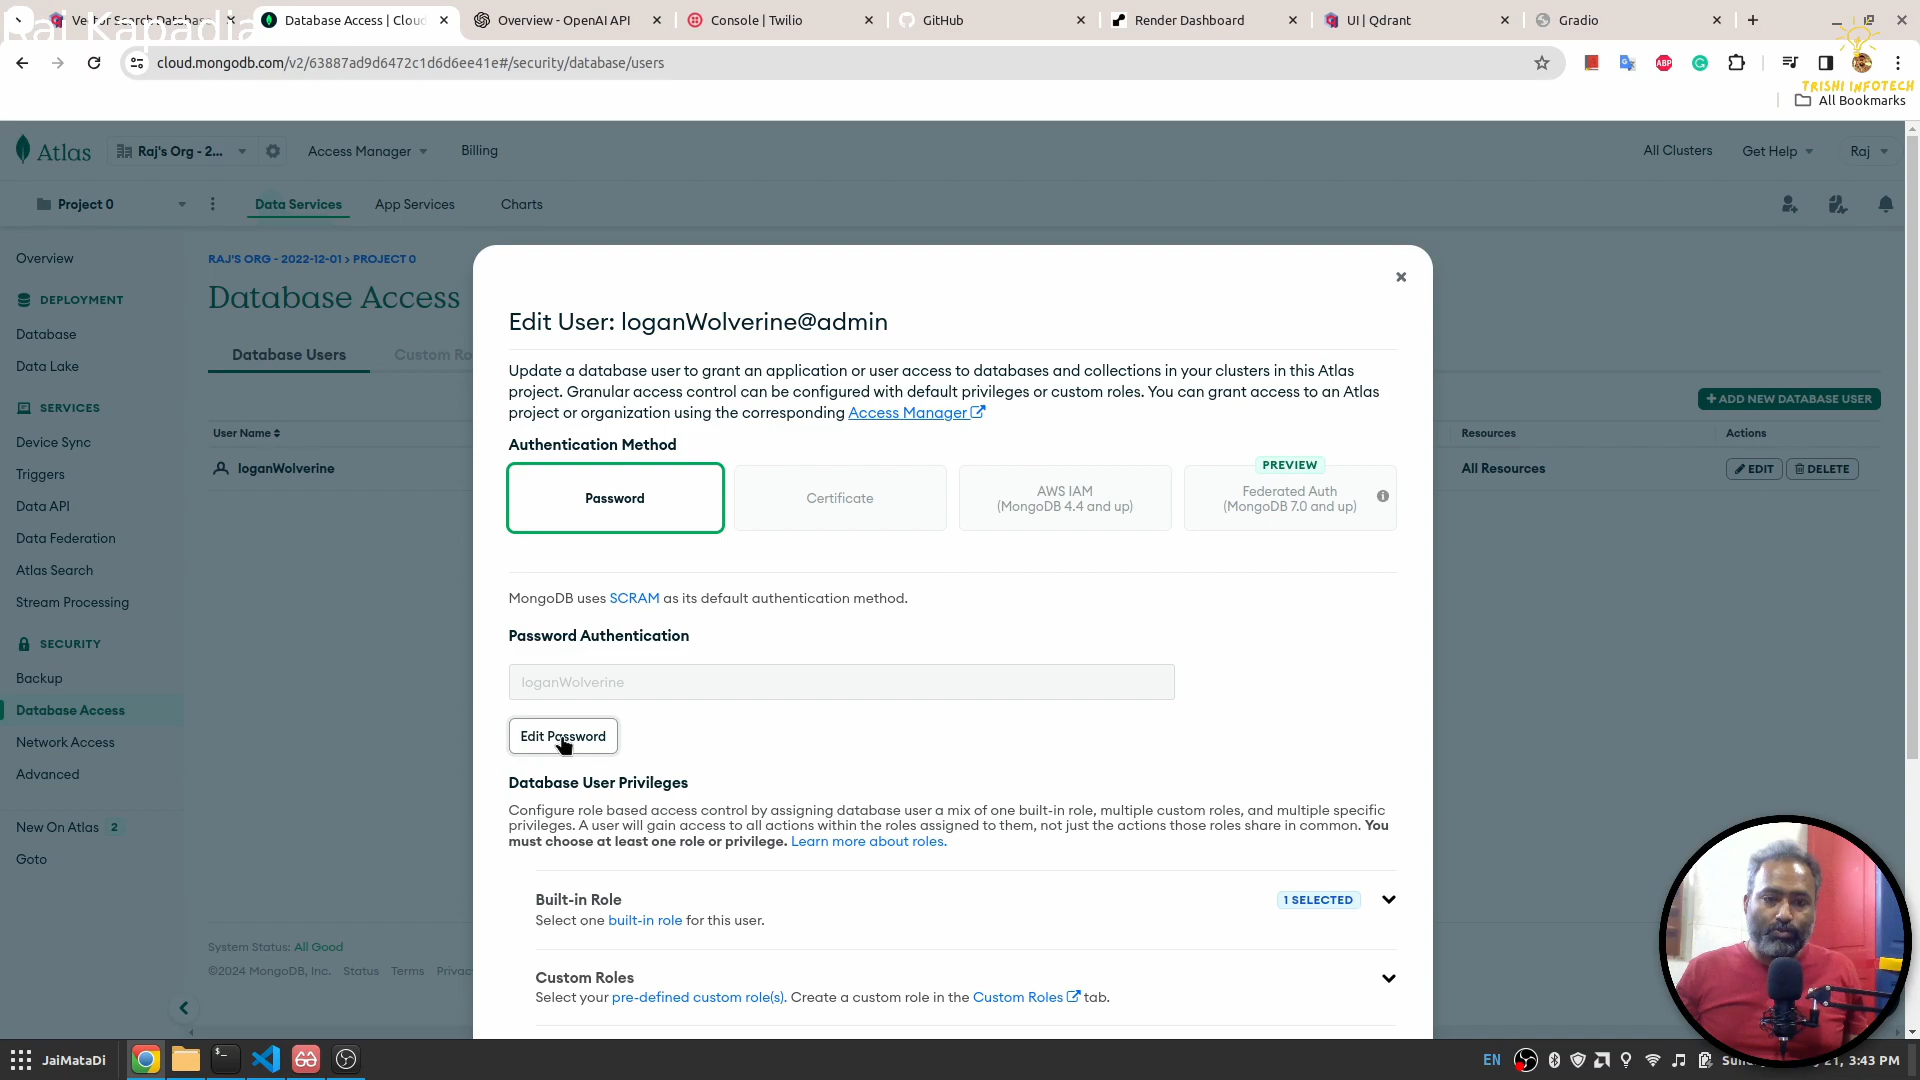 Vector Search Database
Database Access | Cloud
Overview - OpenAI API
Console | Twilio
GitHub
Render Dashboard
UI | Qdrant
Gradio
Raj Kapadia
cloud.mongodb.com/v2/63887ad9d6472c1d6d6ee41e#/security/database/users
TRISHI INFOTECH
All Bookmarks
Atlas
Raj's Org - 2...
Access Manager
Billing
All Clusters
Get Help
Raj
Project 0
Data Services
App Services
Charts
Overview
DEPLOYMENT
Database
Data Lake
SERVICES
Device Sync
Triggers
Data API
Data Federation
Atlas Search
Stream Processing
SECURITY
Backup
Database Access
Network Access
Advanced
New On Atlas 2
Goto
RAJ'S ORG - 2022-12-01 > PROJECT 0
Database Access
Database Users
Custom Ro
+ ADD NEW DATABASE USER
User Name
Resources
Actions
loganWolverine
All Resources
EDIT
DELETE
System Status: All Good
©2024 MongoDB, Inc. Status Terms Privac
Edit User: loganWolverine@admin
Update a database user to grant an application or user access to databases and collections in your clusters in this Atlas
project. Granular access control can be configured with default privileges or custom roles. You can grant access to an Atlas
project or organization using the corresponding Access Manager
Authentication Method
Password
Certificate
AWS IAM
(MongoDB 4.4 and up)
PREVIEW
Federated Auth
(MongoDB 7.0 and up)
MongoDB uses SCRAM as its default authentication method.
Password Authentication
loganWolverine
Edit Password
Database User Privileges
Configure role based access control by assigning database user a mix of one built-in role, multiple custom roles, and multiple specific
privileges. A user will gain access to all actions within the roles assigned to them, not just the actions those roles share in common. You
must choose at least one role or privilege. Learn more about roles.
Built-in Role
1 SELECTED
Select one built-in role for this user.
Custom Roles
Select your pre-defined custom role(s). Create a custom role in the Custom Roles tab.
JaiMataDi
EN
21, 3:43 PM